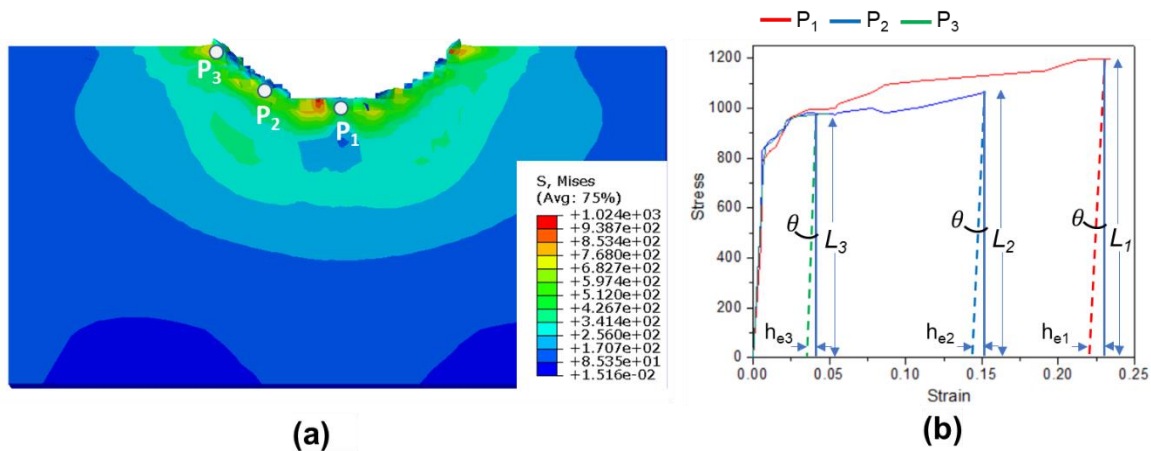 P3
P2
P1
S, Mises
(Avg: 75%)
+1.024e+03
+9.387e+02
+8.534e+02
+7.680e+02
+6.827e+02
+5.974e+02
+5.120e+02
+4.267e+02
+3.414e+02
+2.560e+02
+1.707e+02
+8.535e+01
+1.516e-02
(a)
P1 P2 P3
1200
1000
800
600
400
200
0
Stress
θ L3 θ L2 θ L1
he3 he2 he1
0.00 0.05 0.10 0.15 0.20 0.25
Strain
(b)